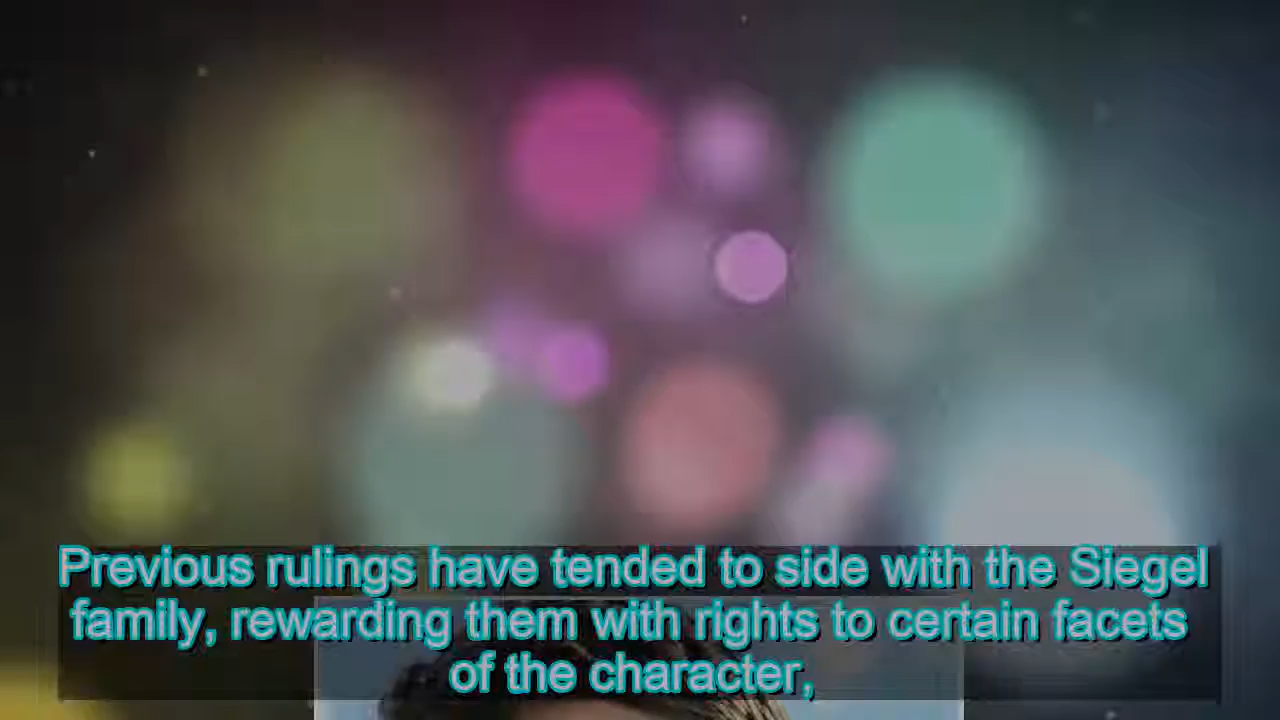 Previous rulings have tended to side with the Siegel
family, rewarding them with rights to certain facets
of the character,